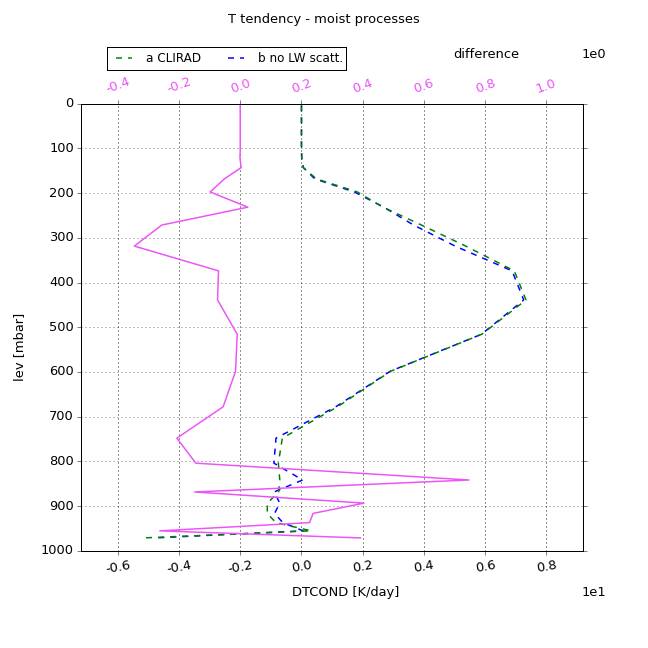 T tendency - moist processes
a CLIRAD b no LW scatt. difference 1e0
-0.4 -0.2 0.0 0.2 0.4 0.6 0.8 1.0
0
100
200
300
400
500
600
700
800
900
1000
lev [mbar]
-0.6 -0.4 -0.2 0.0 0.2 0.4 0.6 0.8
DTCOND [K/day] 1e1